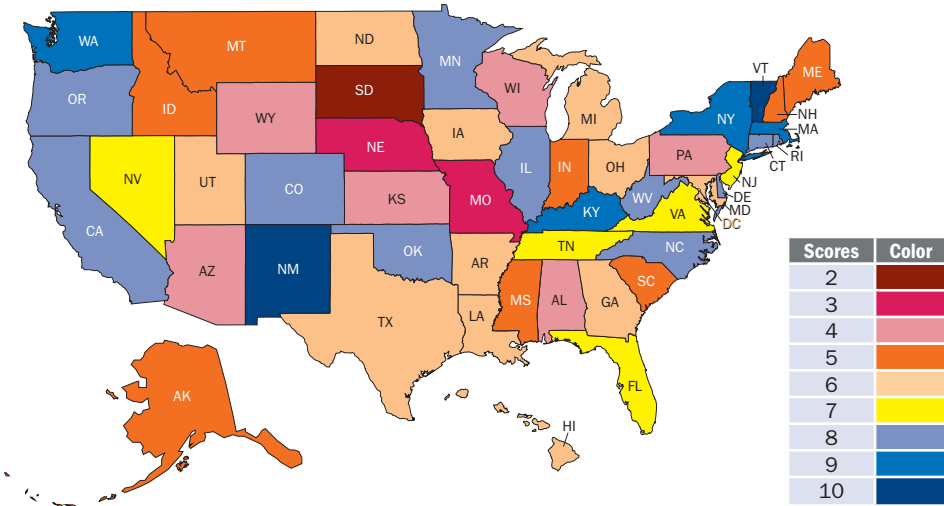 WA
MT
ND
MN
VT
ME
OR
ID
SD
WI
WY
MI
NY
NH
MA
IA
NE
PA
RI
CT
NV
UT
CO
IL
IN
OH
NJ
DE
MD
DC
WV
VA
KS
MO
KY
CA
TN
NC
OK
AZ
NM
AR
SC
MS
AL
GA
LA
TX
FL
AK
HI
Scores Color
2
3
4
5
6
7
8
9
10